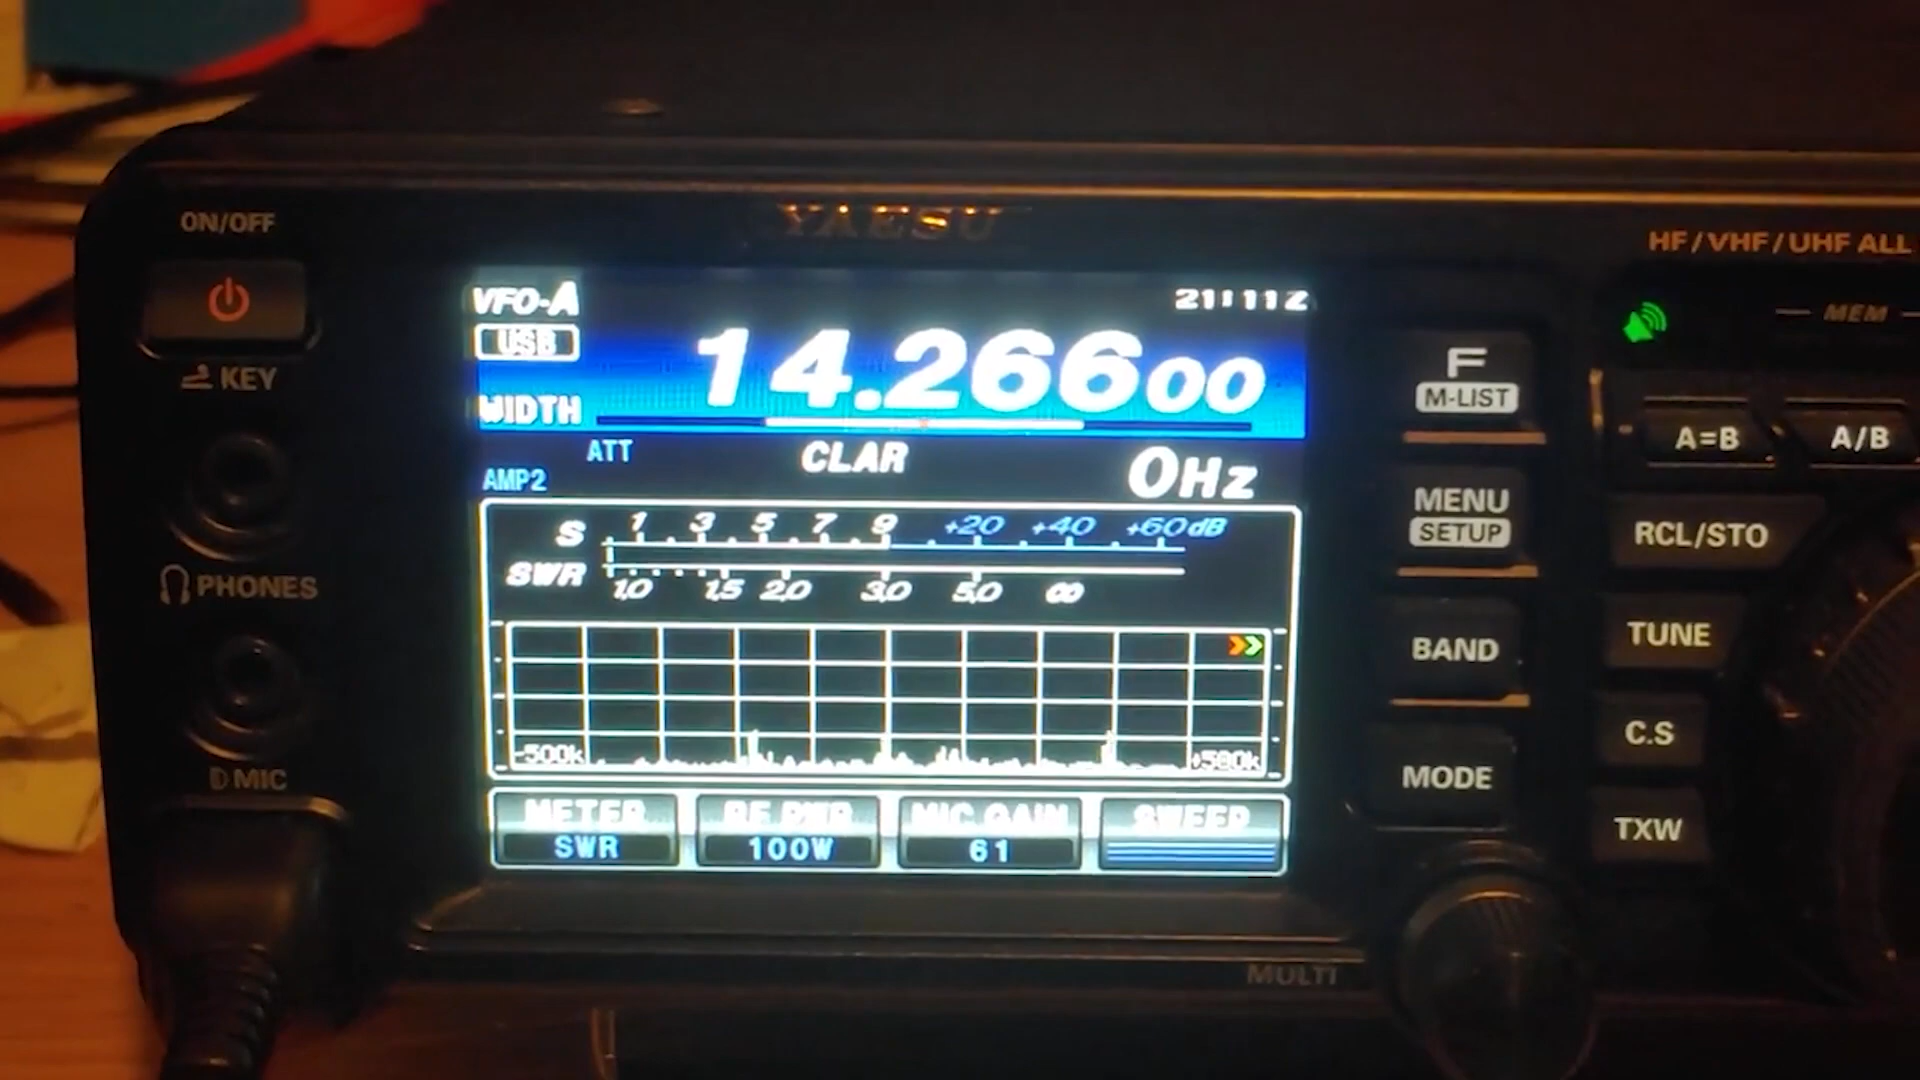 ON/OFF
YAESU
HF/VHF/UHF ALL
VFO-A
21:11Z
USB
14.26600
WIDTH
MEM
F
M-LIST
KEY
ATT
CLAR
0Hz
AMP2
A=B
A/B
S 1 3 5 7 9 +20 +40 +60dB
SWR
1.0 1.5 2.0 3.0 5.0 ∞
MENU
SETUP
RCL/STO
PHONES
BAND
TUNE
-500k
+500k
C.S
MIC
MODE
METER
RF PWR
MIC GAIN
SWEEP
SWR
100W
61
TXW
MULTI